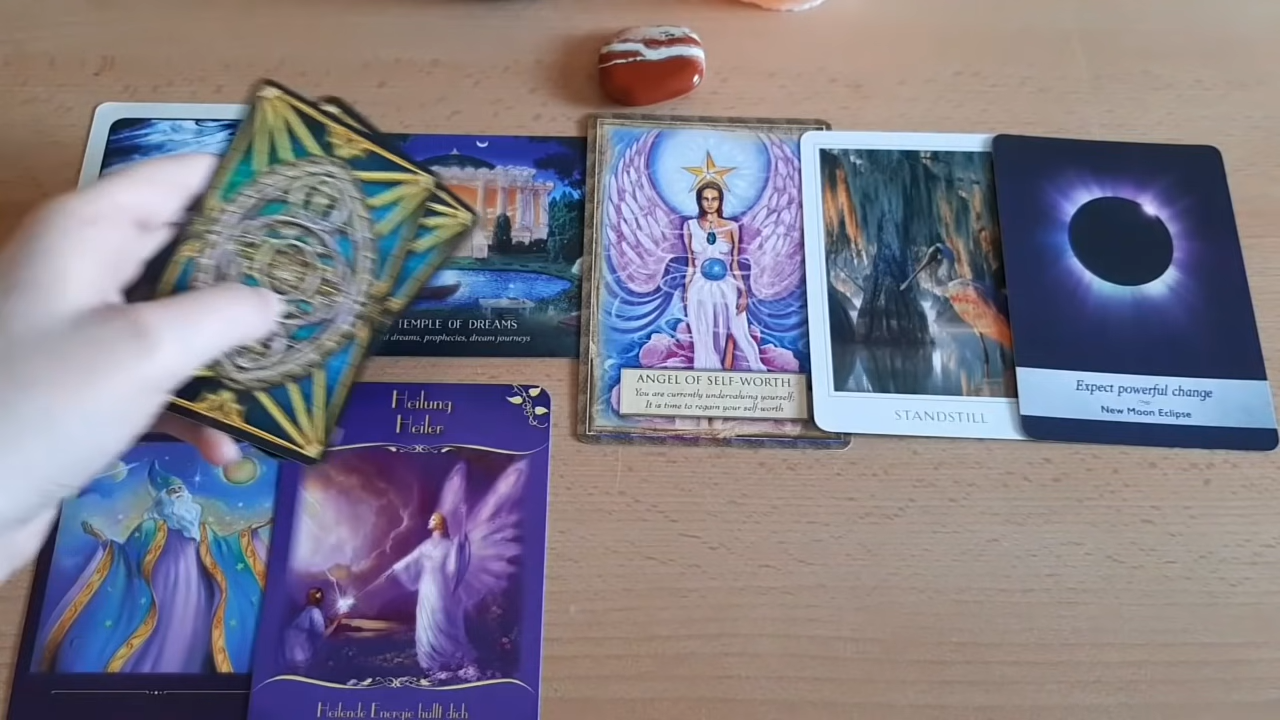 TEMPLE OF DREAMS
dreams, prophecies, dream journeys
ANGEL OF SELF-WORTH
You are currently undervaluing yourself;
It is time to regain your self-worth
STANDSTILL
Expect powerful change
New Moon Eclipse
Heilung
Heiler
Heilende Energie hüllt dich